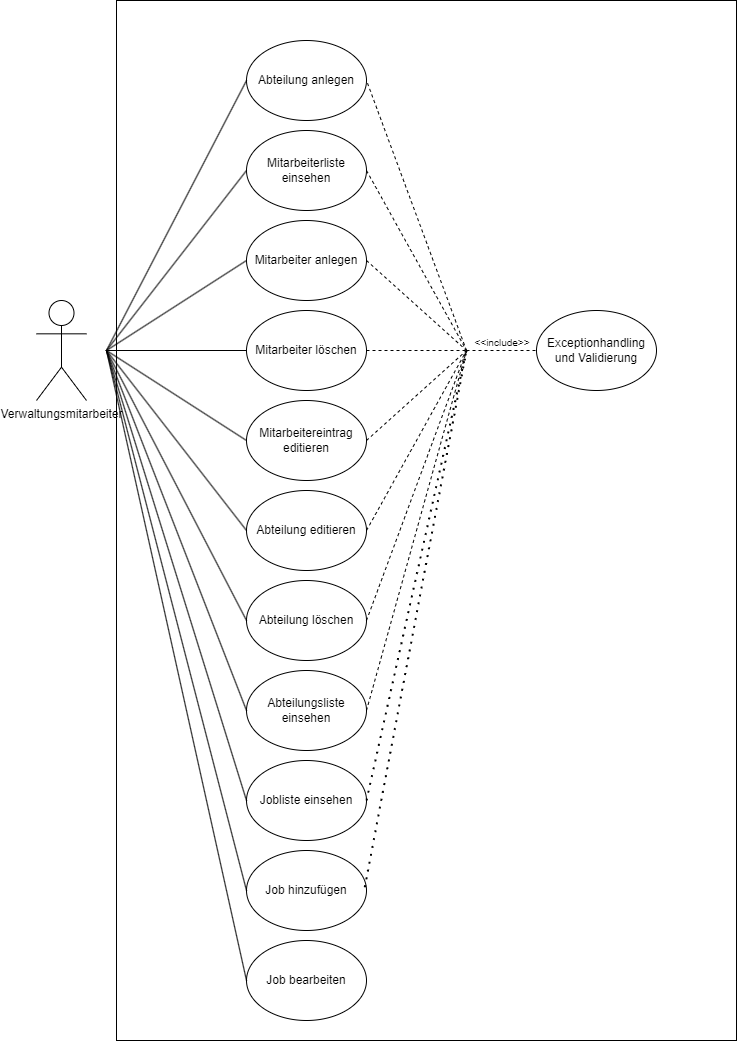 Abteilung anlegen
Mitarbeiterliste
einsehen
Mitarbeiter anlegen
Mitarbeiter löschen
<<include>>
Exceptionhandling
und Validierung
Verwaltungsmitarbeiter
Mitarbeitereintrag
editieren
Abteilung editieren
Abteilung löschen
Abteilungsliste
einsehen
Jobliste einsehen
Job hinzufügen
Job bearbeiten